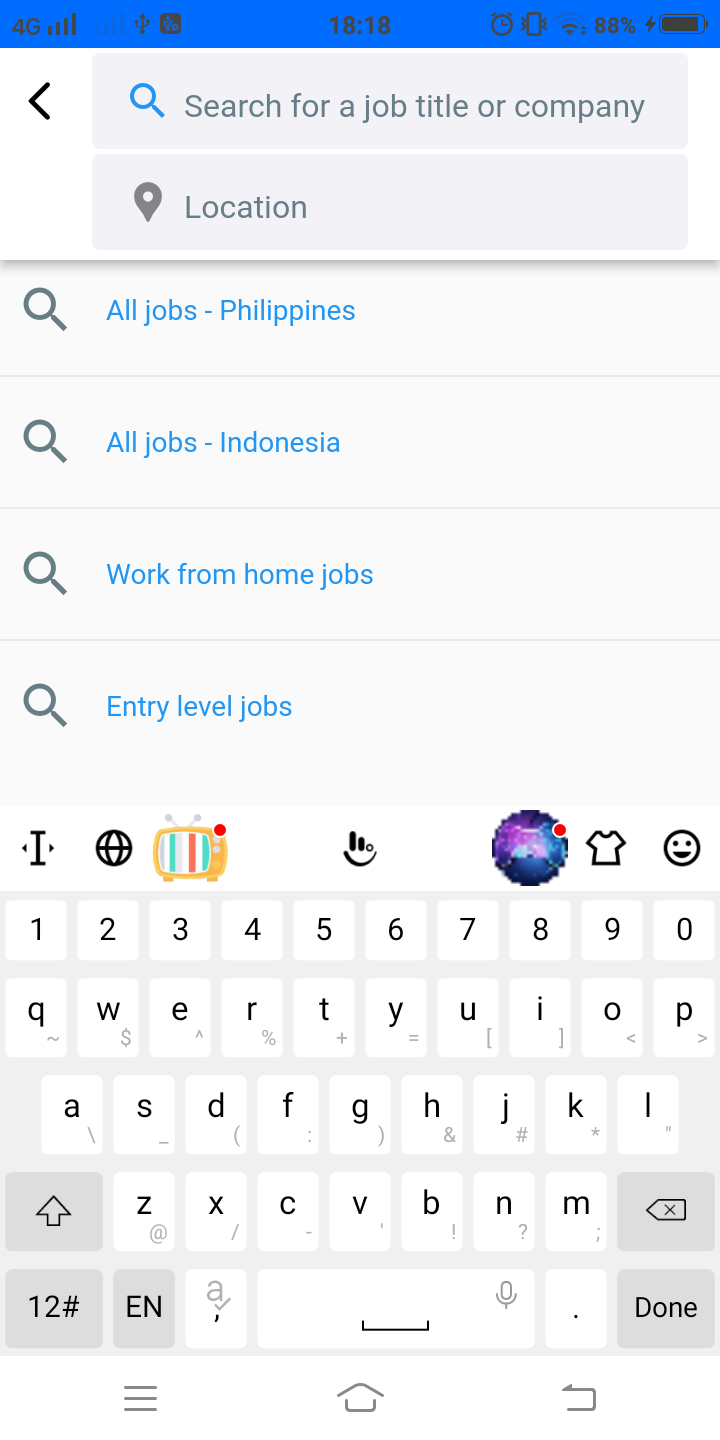 4G 18:18 88%
Search for a job title or company
Location
All jobs - Philippines
All jobs - Indonesia
Work from home jobs
Entry level jobs
1 2 3 4 5 6 7 8 9 0
q w e r t y u i o p
~ $ ^ % + = [ ] < >
a s d f g h j k l
\ _ ( : ) & # * "
z x c v b n m
@ / - ' ! ? ;
12# EN a , . Done